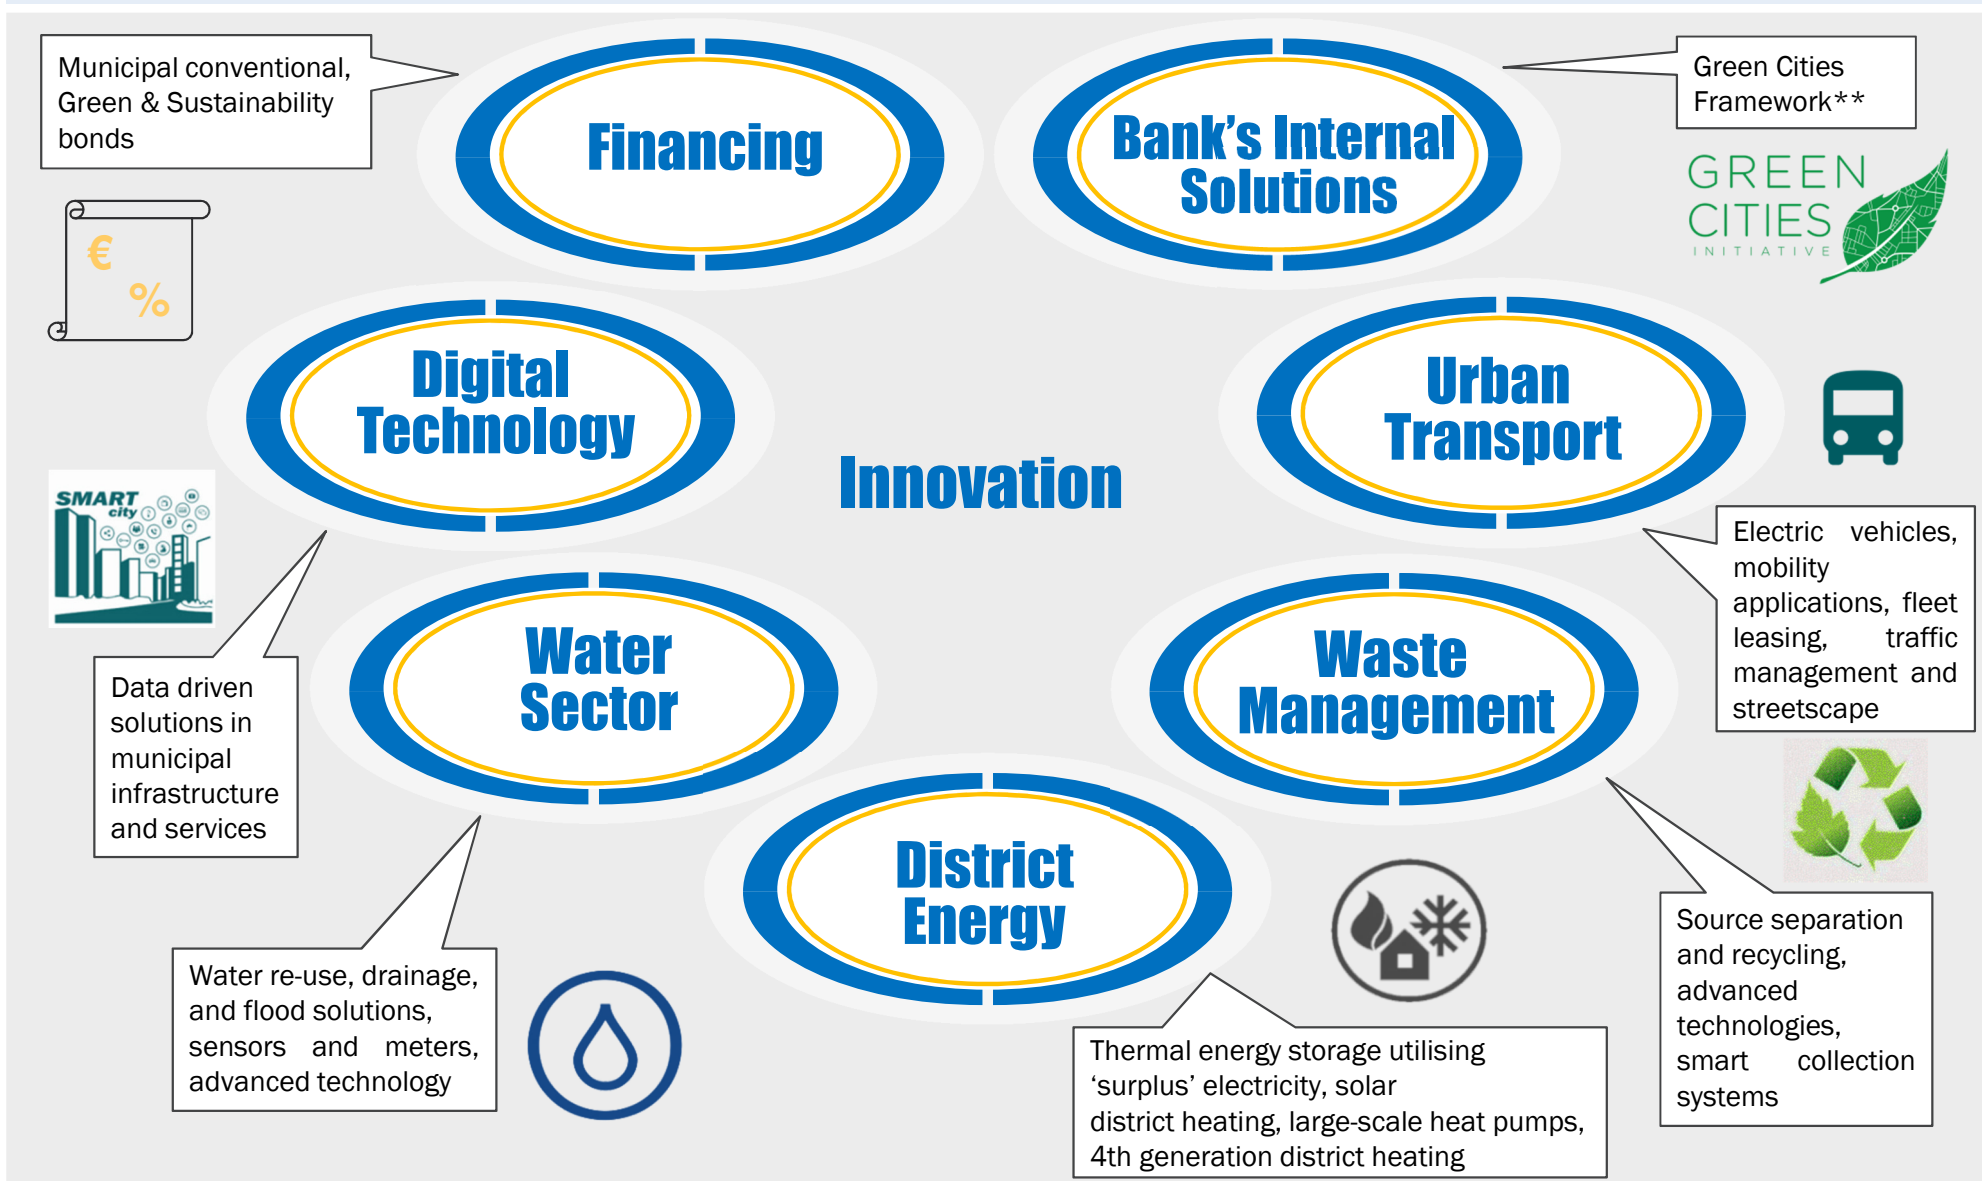 Municipal conventional,
Green & Sustainability
bonds
Financing
Bank's Internal
Solutions
Green Cities
Framework**
GREEN
CITIES
INITIATIVE
€
%
Digital
Technology
Urban
Transport
Innovation
SMART
city
Electric vehicles,
mobility
applications, fleet
leasing, traffic
management and
streetscape
Data driven
solutions in
municipal
infrastructure
and services
Water
Sector
Waste
Management
District
Energy
Water re-use, drainage,
and flood solutions,
sensors and meters,
advanced technology
Thermal energy storage utilising
‘surplus’ electricity, solar
district heating, large-scale heat pumps,
4th generation district heating
Source separation
and recycling,
advanced
technologies,
smart collection
systems